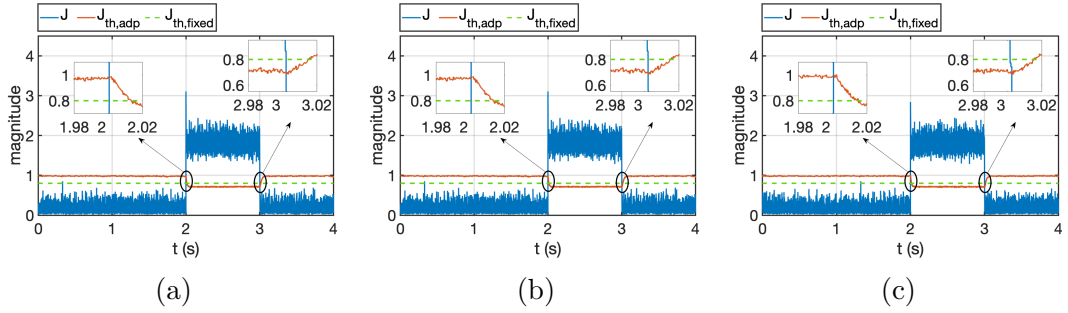 J J_th,adp J_th,fixed J J_th,adp J_th,fixed J J_th,adp J_th,fixed
magnitude 4 3 2 1 0
1 0.8 1.98 2 2.02
0.8 0.6 2.98 3 3.02
0 1 2 3 4
t (s)
(a)
magnitude 4 3 2 1 0
1 0.8 1.98 2 2.02
0.8 0.6 2.98 3 3.02
0 1 2 3 4
t (s)
(b)
magnitude 4 3 2 1 0
1 0.8 1.98 2 2.02
0.8 0.6 2.98 3 3.02
0 1 2 3 4
t (s)
(c)